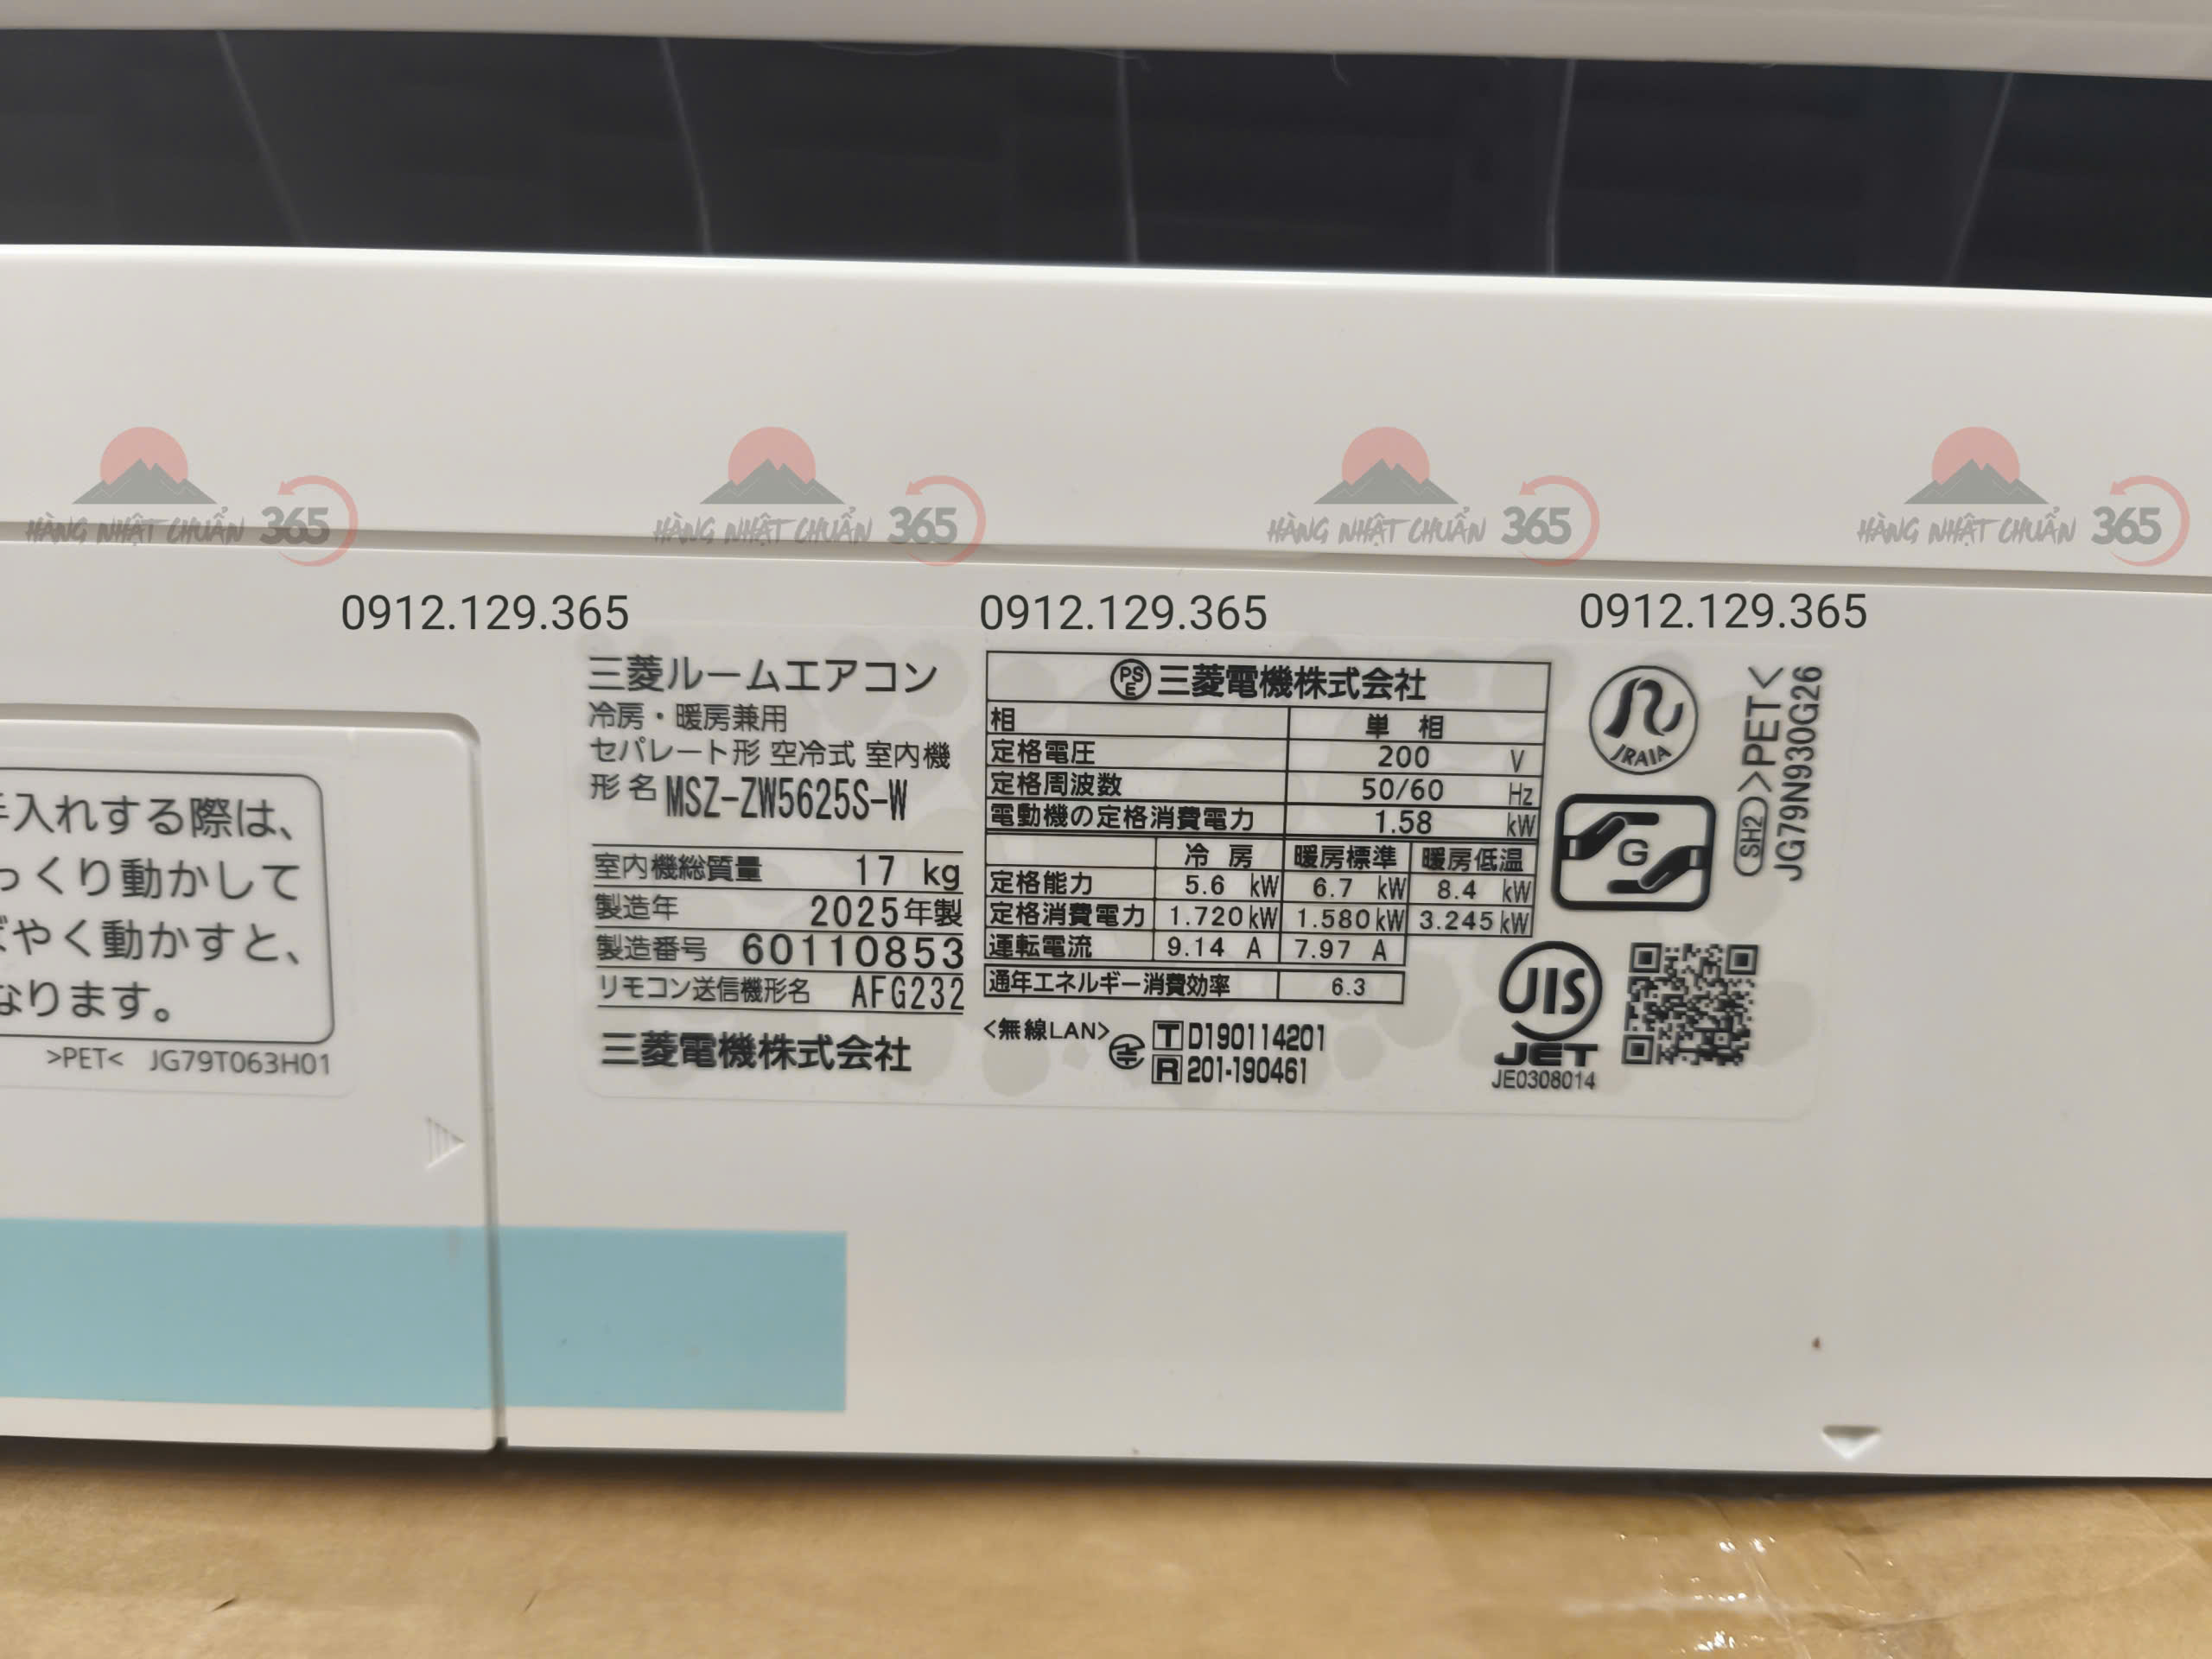 HÀNG NHẬT CHUẨN 365
HÀNG NHẬT CHUẨN 365
HÀNG NHẬT CHUẨN 365
HÀNG NHẬT CHUẨN 365
0912.129.365
0912.129.365
0912.129.365
入れする際は、
っくり動かして
やく動かすと、
なります。
>PET< JG79T063H01
三菱ルームエアコン
冷房・暖房兼用
セパレート形 空冷式 室内機
形名 MSZ-ZW5625S-W
室内機総質量 17 kg
製造年 2025年製
製造番号 60110853
リモコン送信機形名 AFG232
三菱電機株式会社
PSE 三菱電機株式会社
相 単 相
定格電圧 200 V
定格周波数 50/60 Hz
電動機の定格消費電力 1.58 kW
冷 房 暖房標準 暖房低温
定格能力 5.6 kW 6.7 kW 8.4 kW
定格消費電力 1.720 kW 1.580 kW 3.245 kW
運転電流 9.14 A 7.97 A
通年エネルギー消費効率 6.3
<無線LAN>
T D190114201
R 201-190461
JRAIA
G
JIS
JET
JE0308014
SH2 >PET<
JG79N930G26